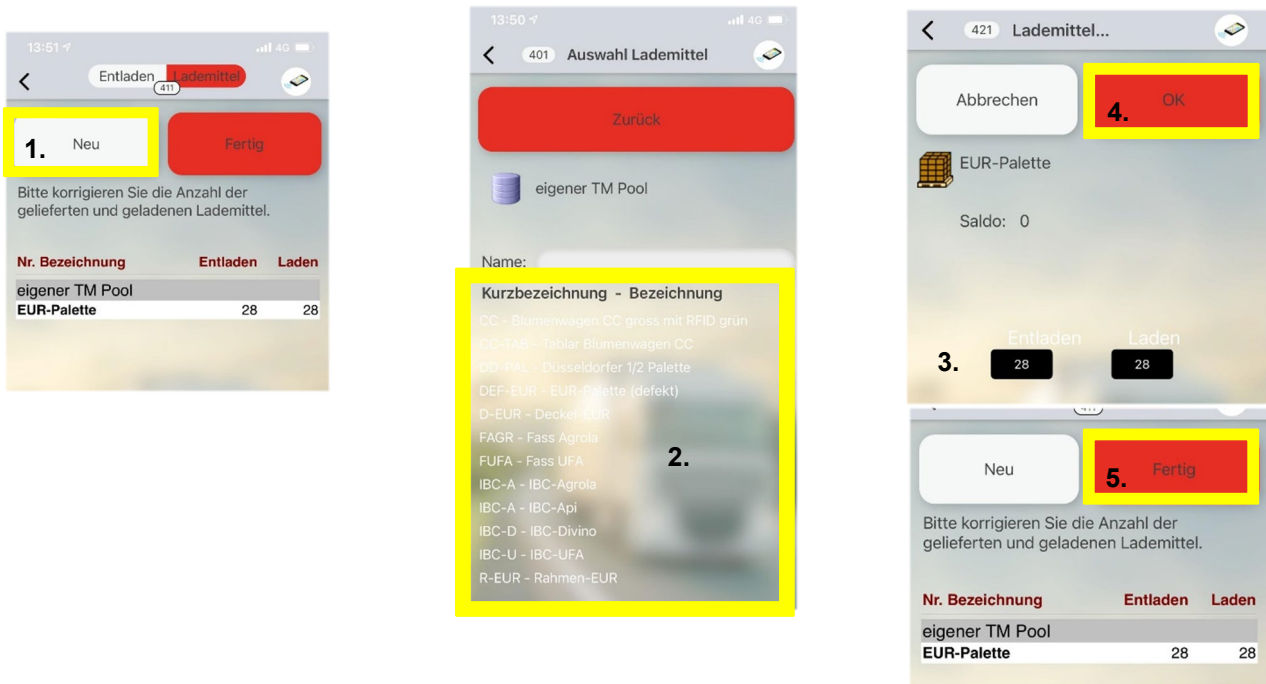 13:51
4G
Entladen
Lademittel
411
1.
Neu
Fertig
Bitte korrigieren Sie die Anzahl der
gelieferten und geladenen Lademittel.
Nr. Bezeichnung Entladen Laden
eigener TM Pool
EUR-Palette 28 28
13:50
4G
401 Auswahl Lademittel
Zurück
eigener TM Pool
Name:
Kurzbezeichnung - Bezeichnung
CC - Blumenwagen CC gross mit RFID grün
CC-TAB - Tablar Blumenwagen CC
DD-PAL - Düsseldorfer 1/2 Palette
DEF-EUR - EUR-Palette (defekt)
D-EUR - Deckel-EUR
FAGR - Fass Agrola
FUFA - Fass UFA
2.
IBC-A - IBC-Agrola
IBC-A - IBC-Api
IBC-D - IBC-Divino
IBC-U - IBC-UFA
R-EUR - Rahmen-EUR
421 Lademittel...
Abbrechen
4.
OK
EUR-Palette
Saldo: 0
Entladen Laden
3.
28 28
Neu
5.
Fertig
Bitte korrigieren Sie die Anzahl der
gelieferten und geladenen Lademittel.
Nr. Bezeichnung Entladen Laden
eigener TM Pool
EUR-Palette 28 28